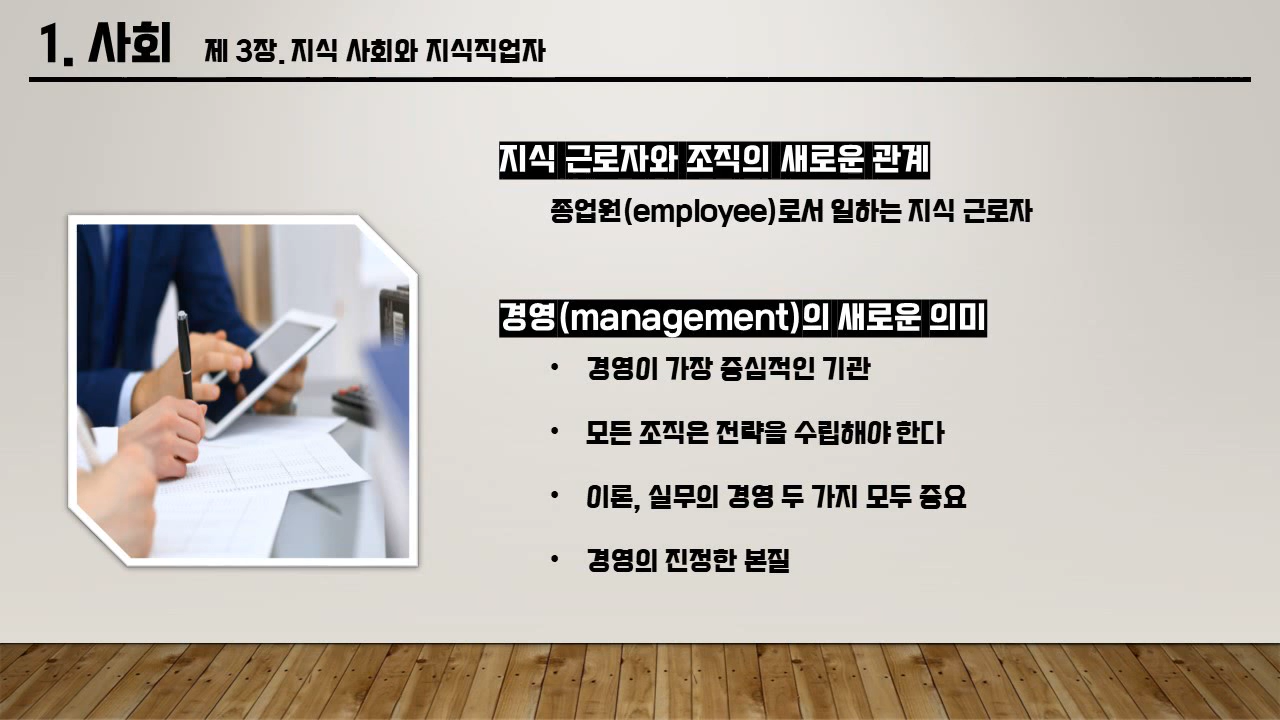 1. 사회 제 3장. 지식 사회와 지식직업자
지식 근로자와 조직의 새로운 관계
종업원(employee)로서 일하는 지식 근로자
경영(management)의 새로운 의미
• 경영이 가장 중심적인 기관
• 모든 조직은 전략을 수립해야 한다
• 이론, 실무의 경영 두 가지 모두 중요
• 경영의 진정한 본질